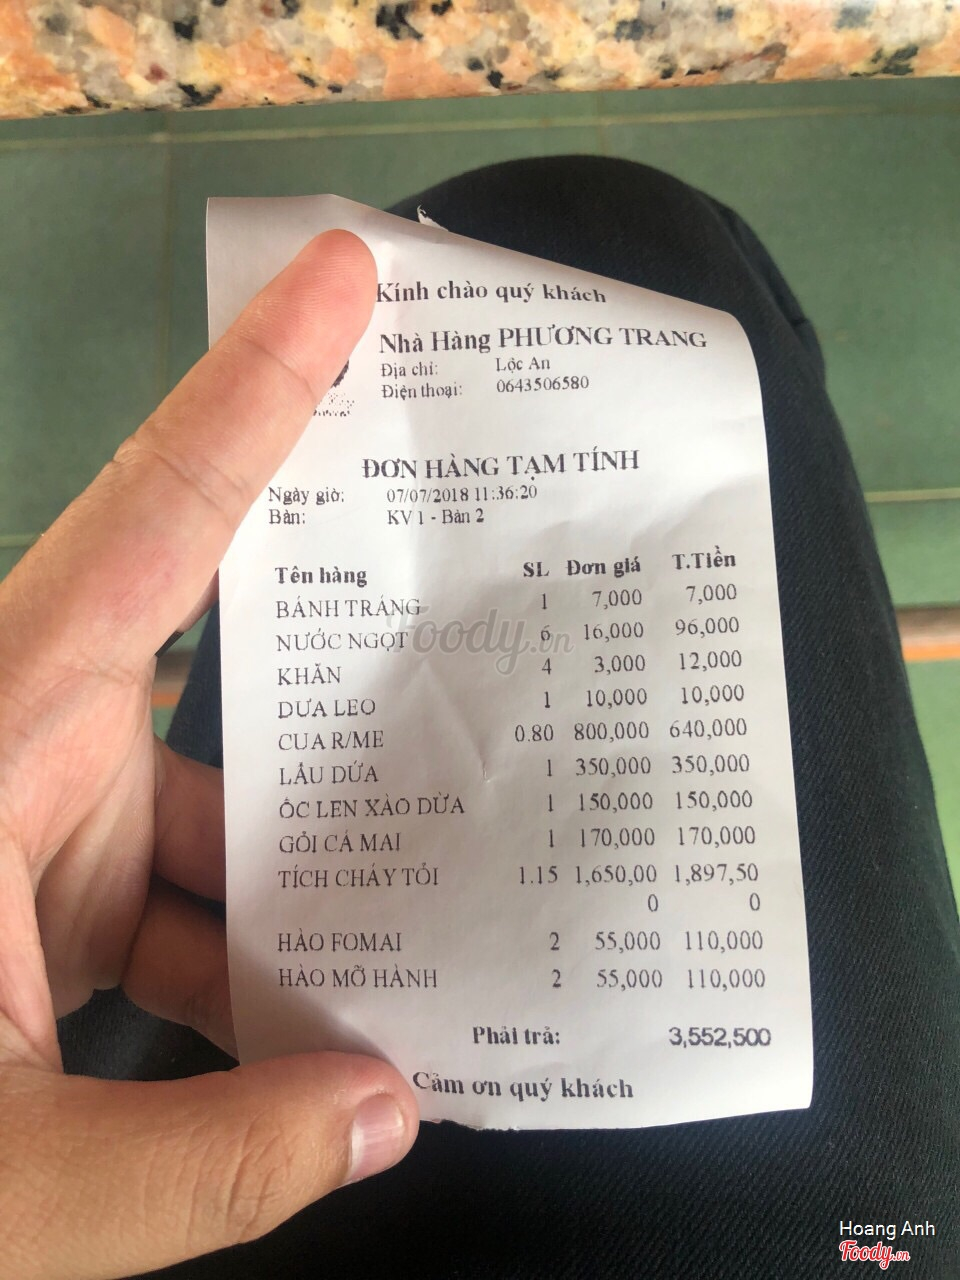 Kính chào quý khách
Nhà Hàng PHƯƠNG TRANG
Địa chỉ: Lộc An
Điện thoại: 0643506580
ĐƠN HÀNG TẠM TÍNH
Ngày giờ: 07/07/2018 11:36:20
Bàn: KV 1 - Bàn 2
Tên hàng SL Đơn giá T.Tiền
BÁNH TRÁNG 1 7,000 7,000
NƯỚC NGỌT 6 16,000 96,000
KHĂN 4 3,000 12,000
DƯA LEO 1 10,000 10,000
CUA R/ME 0.80 800,000 640,000
LẨU DỨA 1 350,000 350,000
ỐC LEN XÀO DỪA 1 150,000 150,000
GỎI CÁ MAI 1 170,000 170,000
TÍCH CHÁY TỎI 1.15 1,650,00 1,897,50
0 0
HÀO FOMAI 2 55,000 110,000
HÀO MỠ HÀNH 2 55,000 110,000
Phải trả: 3,552,500
Cảm ơn quý khách
Foody.vn
Hoang Anh
Foody.vn